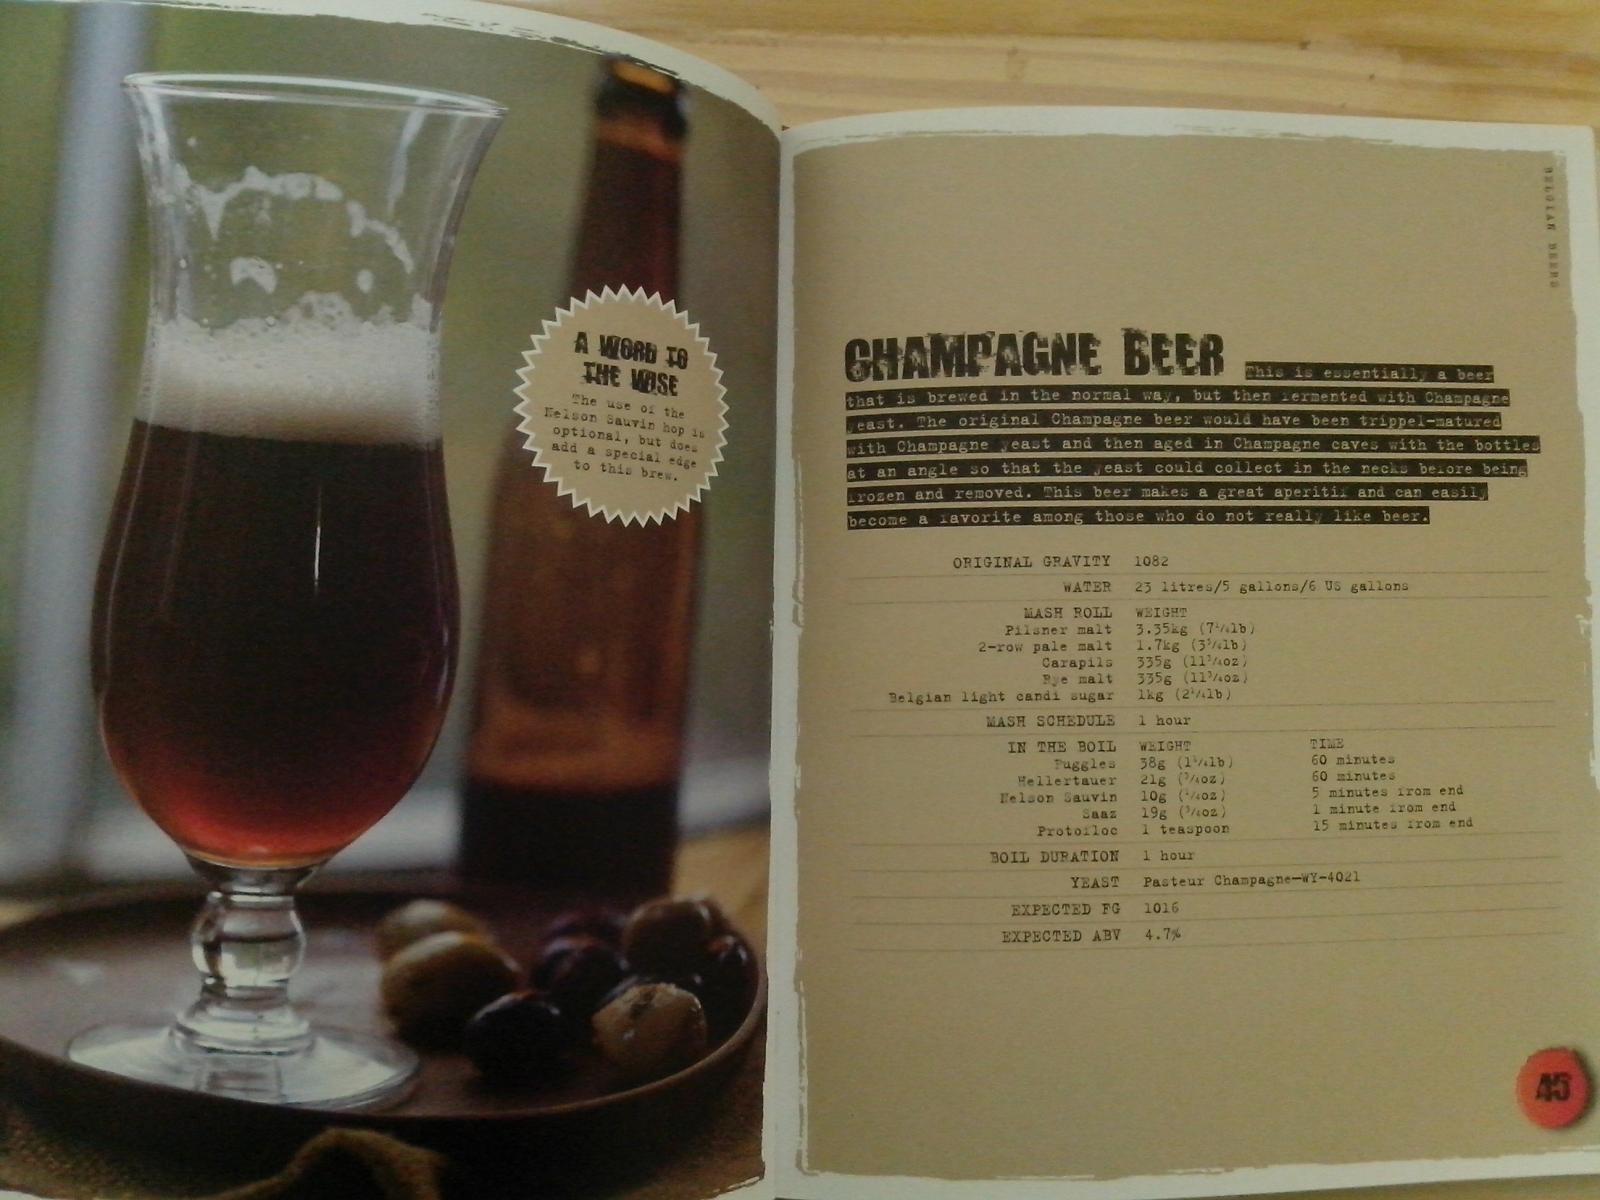 A WORD TO
THE WISE
The use of the
Nelson Sauvin hop is
optional, but does
add a special edge
to this brew.
BELGIAN BEERS
CHAMPAGNE BEER This is essentially a beer
that is brewed in the normal way, but then fermented with Champagne
yeast. The original Champagne beer would have been trippel-matured
with Champagne yeast and then aged in Champagne caves with the bottles
at an angle so that the yeast could collect in the necks before being
frozen and removed. This beer makes a great aperitif and can easily
become a favorite among those who do not really like beer.
ORIGINAL GRAVITY 1082
WATER 23 litres/5 gallons/6 US gallons
MASH ROLL WEIGHT
Pilsner malt 3.35kg (7¼lb)
2-row pale malt 1.7kg (3¾lb)
Carapils 335g (11¾oz)
Rye malt 335g (11¾oz)
Belgian light candi sugar 1kg (2¼lb)
MASH SCHEDULE 1 hour
IN THE BOIL WEIGHT TIME
Fuggles 38g (1¼lb) 60 minutes
Hellertauer 21g (¾oz) 60 minutes
Nelson Sauvin 10g (¼oz) 5 minutes from end
Saaz 19g (¾oz) 1 minute from end
Protofloc 1 teaspoon 15 minutes from end
BOIL DURATION 1 hour
YEAST Pasteur Champagne—WY-4021
EXPECTED FG 1016
EXPECTED ABV 4.7%
45